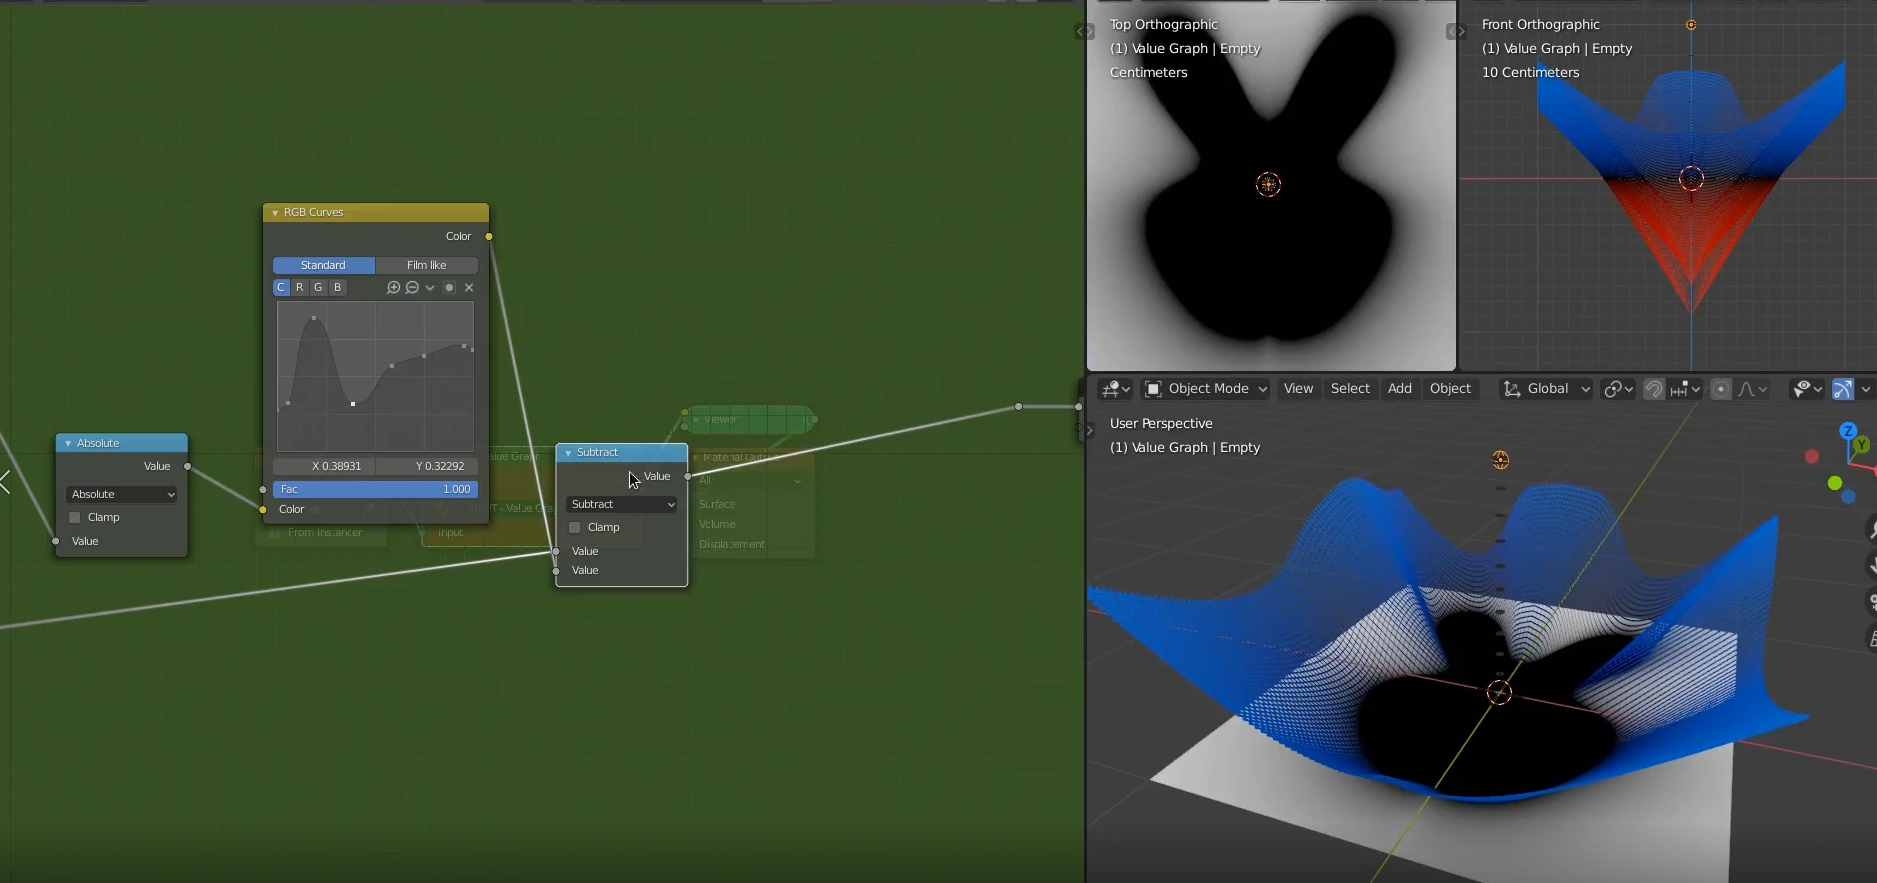 RGB Curves
Color
Standard
Film like
C R G B
X 0.38931
Y 0.32292
Fac 1.000
Color
Absolute
Value
Absolute
Clamp
Value
Viewer
Subtract
Value
Subtract
Clamp
Value
Value
alue Graph
From Instancer
Input
All
Surface
Volume
Displacement
Top Orthographic
(1) Value Graph | Empty
Centimeters
Front Orthographic
(1) Value Graph | Empty
10 Centimeters
Object Mode View Select Add Object Global
User Perspective
(1) Value Graph | Empty
Z
Y